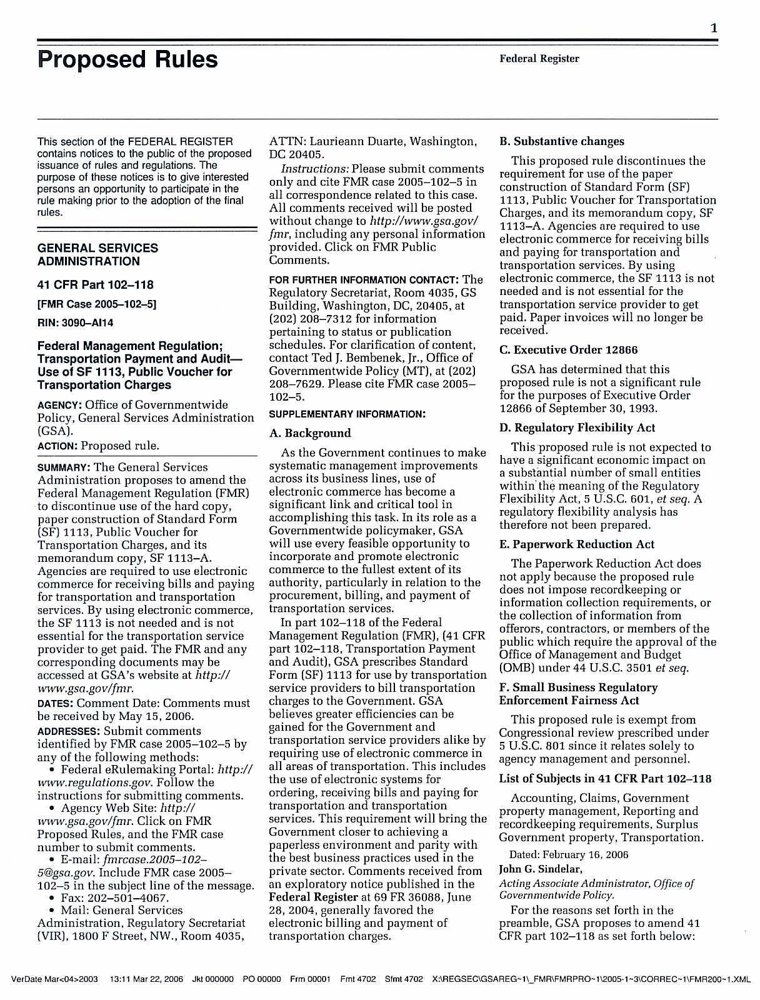 1
Proposed Rules
Federal Register
This section of the FEDERAL REGISTER
contains notices to the public of the proposed
issuance of rules and regulations. The
purpose of these notices is to give interested
persons an opportunity to participate in the
rule making prior to the adoption of the final
rules.
GENERAL SERVICES
ADMINISTRATION
41 CFR Part 102–118
[FMR Case 2005–102–5]
RIN: 3090–AI14
Federal Management Regulation;
Transportation Payment and Audit—
Use of SF 1113, Public Voucher for
Transportation Charges
AGENCY: Office of Governmentwide
Policy, General Services Administration
(GSA).
ACTION: Proposed rule.
SUMMARY: The General Services
Administration proposes to amend the
Federal Management Regulation (FMR)
to discontinue use of the hard copy,
paper construction of Standard Form
(SF) 1113, Public Voucher for
Transportation Charges, and its
memorandum copy, SF 1113–A.
Agencies are required to use electronic
commerce for receiving bills and paying
for transportation and transportation
services. By using electronic commerce,
the SF 1113 is not needed and is not
essential for the transportation service
provider to get paid. The FMR and any
corresponding documents may be
accessed at GSA's website at http://
www.gsa.gov/fmr.
DATES: Comment Date: Comments must
be received by May 15, 2006.
ADDRESSES: Submit comments
identified by FMR case 2005–102–5 by
any of the following methods:
• Federal eRulemaking Portal: http://
www.regulations.gov. Follow the
instructions for submitting comments.
• Agency Web Site: http://
www.gsa.gov/fmr. Click on FMR
Proposed Rules, and the FMR case
number to submit comments.
• E-mail: fmrcase.2005–102–
5@gsa.gov. Include FMR case 2005–
102–5 in the subject line of the message.
• Fax: 202–501–4067.
• Mail: General Services
Administration, Regulatory Secretariat
(VIR), 1800 F Street, NW., Room 4035,
ATTN: Laurieann Duarte, Washington,
DC 20405.
Instructions: Please submit comments
only and cite FMR case 2005–102–5 in
all correspondence related to this case.
All comments received will be posted
without change to http://www.gsa.gov/
fmr, including any personal information
provided. Click on FMR Public
Comments.
FOR FURTHER INFORMATION CONTACT: The
Regulatory Secretariat, Room 4035, GS
Building, Washington, DC, 20405, at
(202) 208–7312 for information
pertaining to status or publication
schedules. For clarification of content,
contact Ted J. Bembenek, Jr., Office of
Governmentwide Policy (MT), at (202)
208–7629. Please cite FMR case 2005–
102–5.
SUPPLEMENTARY INFORMATION:
A. Background
As the Government continues to make
systematic management improvements
across its business lines, use of
electronic commerce has become a
significant link and critical tool in
accomplishing this task. In its role as a
Governmentwide policymaker, GSA
will use every feasible opportunity to
incorporate and promote electronic
commerce to the fullest extent of its
authority, particularly in relation to the
procurement, billing, and payment of
transportation services.
In part 102–118 of the Federal
Management Regulation (FMR), (41 CFR
part 102–118, Transportation Payment
and Audit), GSA prescribes Standard
Form (SF) 1113 for use by transportation
service providers to bill transportation
charges to the Government. GSA
believes greater efficiencies can be
gained for the Government and
transportation service providers alike by
requiring use of electronic commerce in
all areas of transportation. This includes
the use of electronic systems for
ordering, receiving bills and paying for
transportation and transportation
services. This requirement will bring the
Government closer to achieving a
paperless environment and parity with
the best business practices used in the
private sector. Comments received from
an exploratory notice published in the
Federal Register at 69 FR 36088, June
28, 2004, generally favored the
electronic billing and payment of
transportation charges.
B. Substantive changes
This proposed rule discontinues the
requirement for use of the paper
construction of Standard Form (SF)
1113, Public Voucher for Transportation
Charges, and its memorandum copy, SF
1113–A. Agencies are required to use
electronic commerce for receiving bills
and paying for transportation and
transportation services. By using
electronic commerce, the SF 1113 is not
needed and is not essential for the
transportation service provider to get
paid. Paper invoices will no longer be
received.
C. Executive Order 12866
GSA has determined that this
proposed rule is not a significant rule
for the purposes of Executive Order
12866 of September 30, 1993.
D. Regulatory Flexibility Act
This proposed rule is not expected to
have a significant economic impact on
a substantial number of small entities
within the meaning of the Regulatory
Flexibility Act, 5 U.S.C. 601, et seq. A
regulatory flexibility analysis has
therefore not been prepared.
E. Paperwork Reduction Act
The Paperwork Reduction Act does
not apply because the proposed rule
does not impose recordkeeping or
information collection requirements, or
the collection of information from
offerors, contractors, or members of the
public which require the approval of the
Office of Management and Budget
(OMB) under 44 U.S.C. 3501 et seq.
F. Small Business Regulatory
Enforcement Fairness Act
This proposed rule is exempt from
Congressional review prescribed under
5 U.S.C. 801 since it relates solely to
agency management and personnel.
List of Subjects in 41 CFR Part 102–118
Accounting, Claims, Government
property management, Reporting and
recordkeeping requirements, Surplus
Government property, Transportation.
Dated: February 16, 2006
John G. Sindelar,
Acting Associate Administrator, Office of
Governmentwide Policy.
For the reasons set forth in the
preamble, GSA proposes to amend 41
CFR part 102–118 as set forth below:
VerDate Mar<04>2003 13:11 Mar 22, 2006 Jkt 000000 PO 00000 Frm 00001 Fmt 4702 Sfmt 4702 X:\REGSEC\GSAREG~1\_FMR\FMRPRO~1\2005-1~3\CORREC~1\FMR200~1.XML